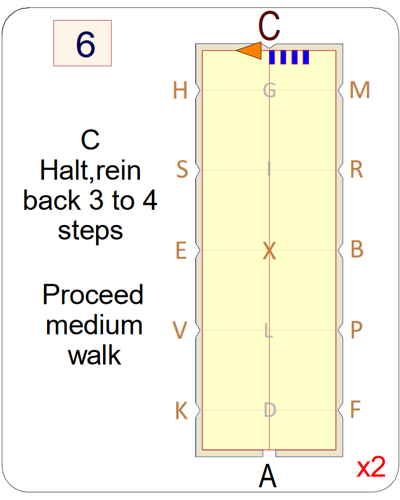 6
C
Halt,rein
back 3 to 4
steps
Proceed
medium
walk
C
H G M
S I R
E X B
V L P
K D F
A
x2